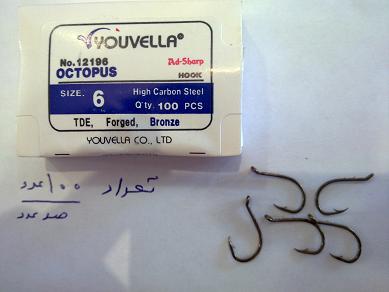 YOUVELLA®
No.12196 Ad-Sharp
OCTOPUS HOOK
SIZE. 6 High Carbon Steel
Q'ty. 100 PCS
TDE, Forged, Bronze
YOUVELLA CO., LTD
تعداد ۱۰۰ عدد
صد عدد